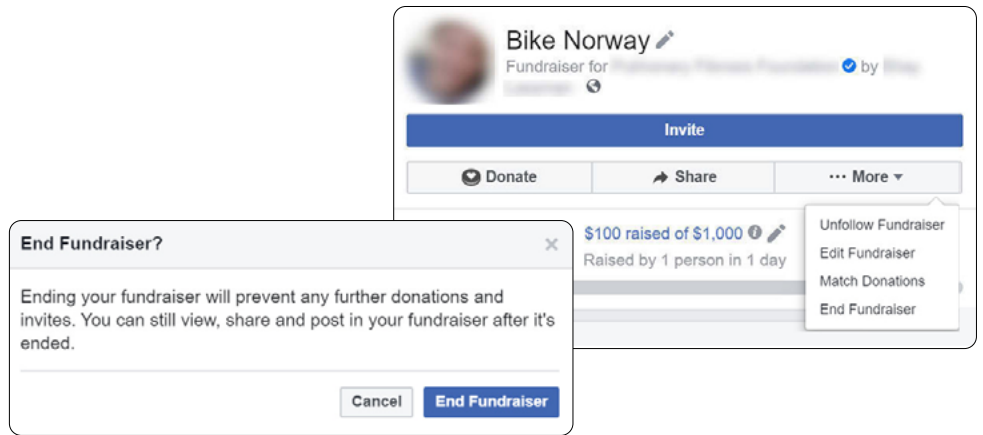 Bike Norway
Fundraiser for by
Invite
Donate Share ··· More
$100 raised of $1,000
Raised by 1 person in 1 day
Unfollow Fundraiser
Edit Fundraiser
Match Donations
End Fundraiser
End Fundraiser?
Ending your fundraiser will prevent any further donations and
invites. You can still view, share and post in your fundraiser after it's
ended.
Cancel End Fundraiser